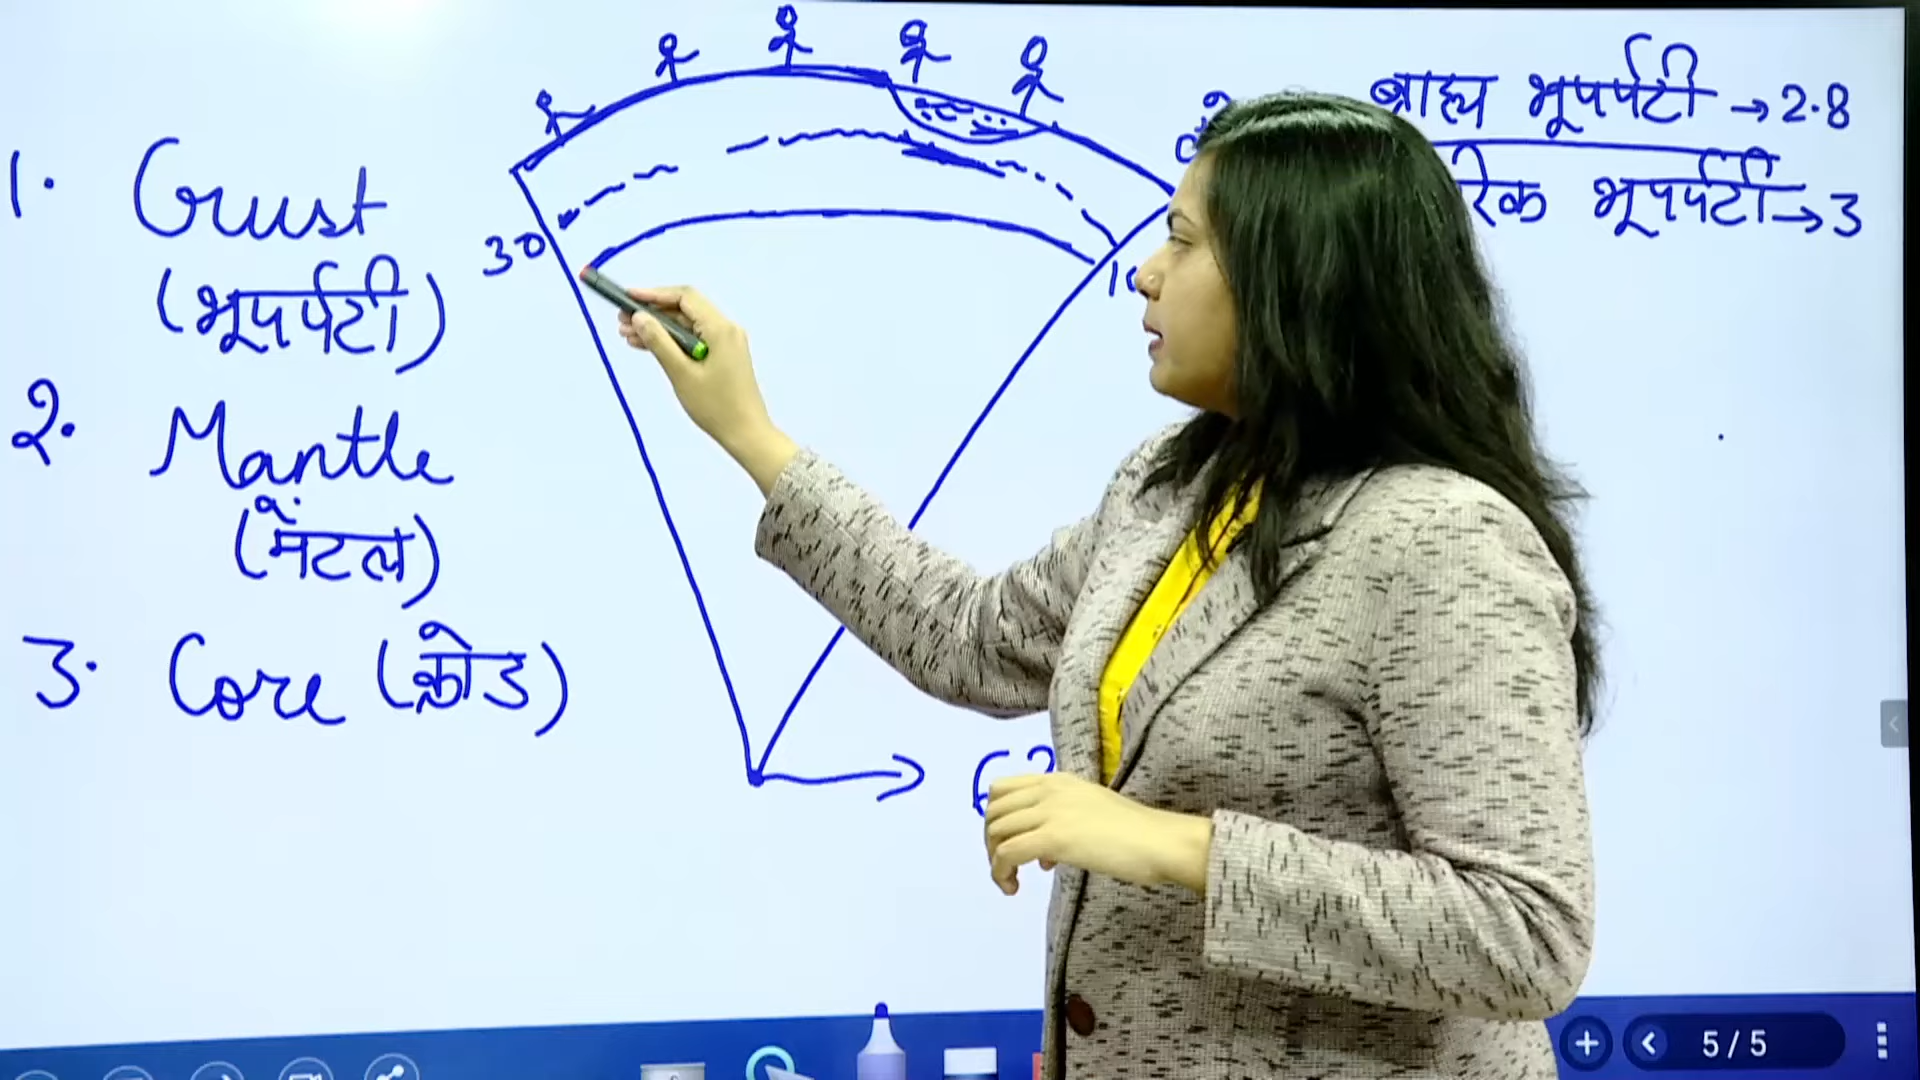 1. Crust
(भूपर्पटी)
2. Mantle
(मैंटल)
3. Core (क्रोड)
30
ब्राह्य भूपर्पटी → 2.8
भूपर्पटी → 3
5 / 5